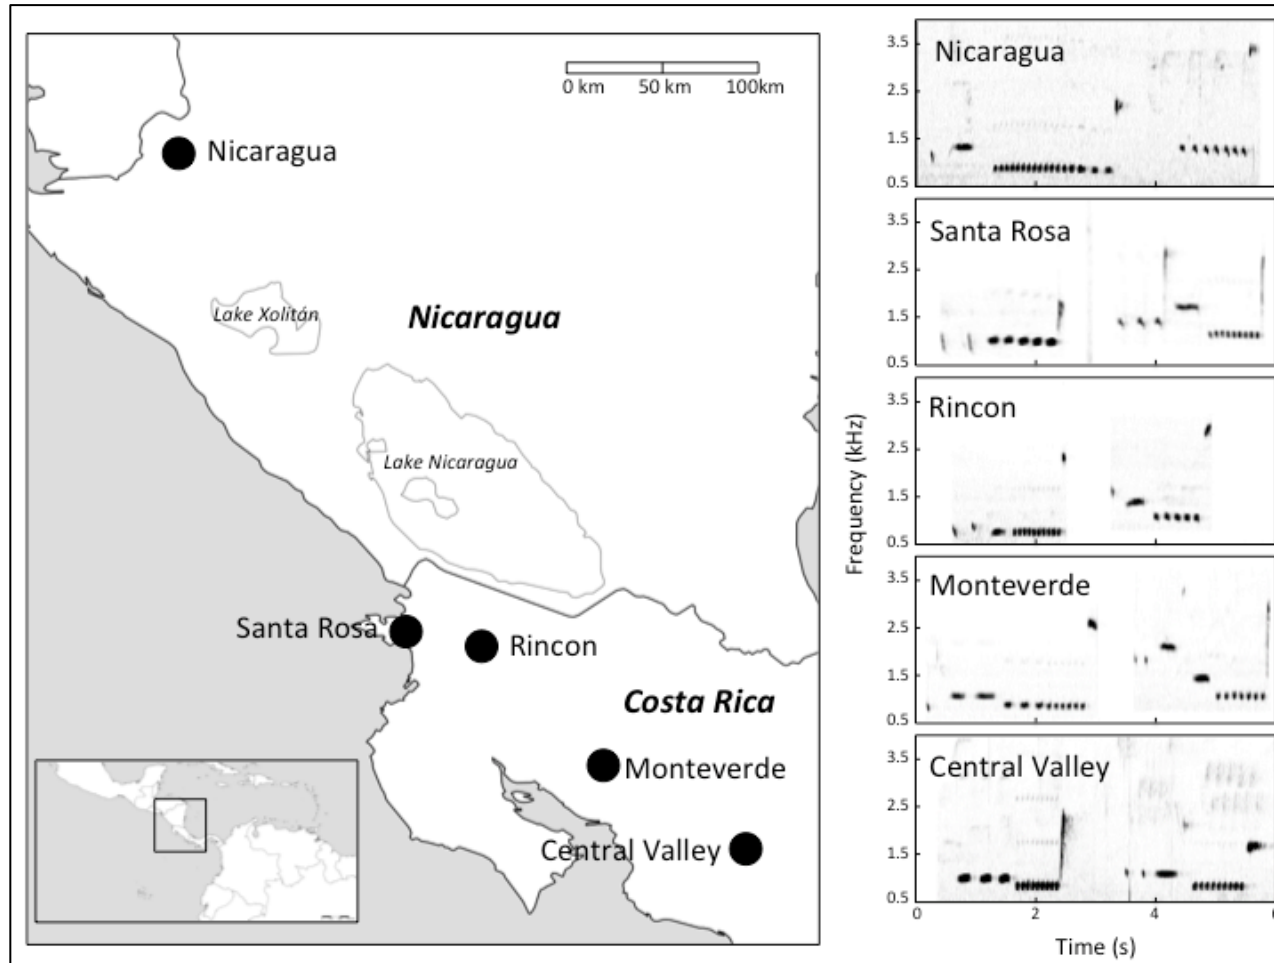 0 km 50 km 100km
Nicaragua
Lake Xolitán
Nicaragua
Lake Nicaragua
Santa Rosa
Rincon
Costa Rica
Monteverde
Central Valley
Frequency (kHz)
Nicaragua
3.5
2.5
1.5
0.5
Santa Rosa
3.5
2.5
1.5
0.5
Rincon
3.5
2.5
1.5
0.5
Monteverde
3.5
2.5
1.5
0.5
Central Valley
3.5
2.5
1.5
0.5
0 2 4 6
Time (s)